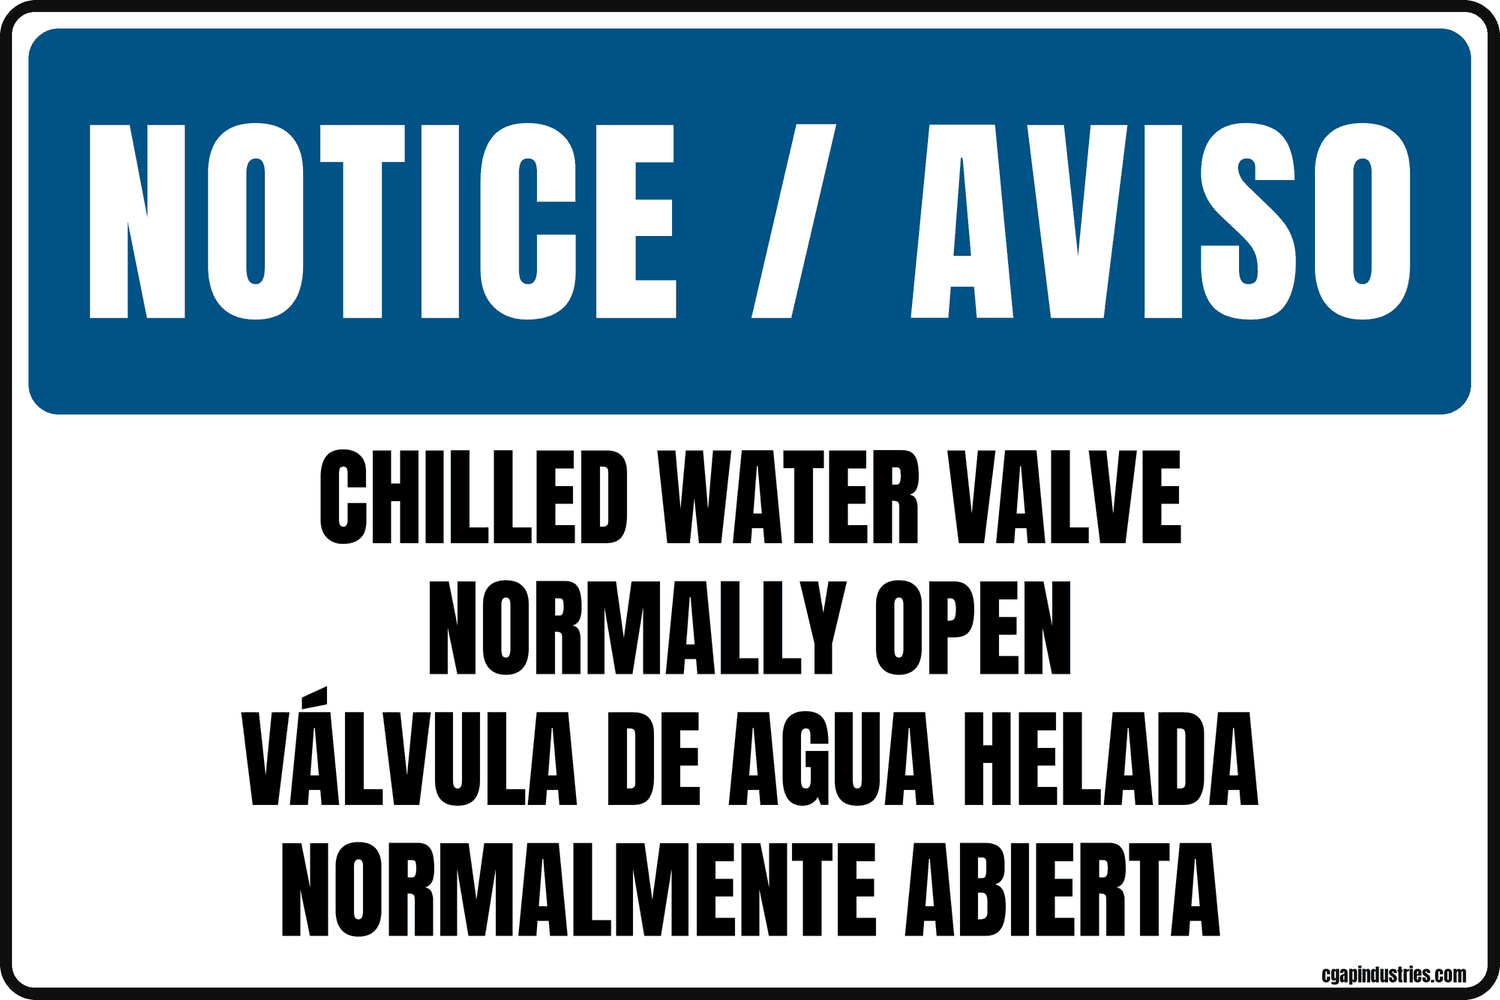 NOTICE / AVISO
CHILLED WATER VALVE
NORMALLY OPEN
VÁLVULA DE AGUA HELADA
NORMALMENTE ABIERTA
cgapindustries.com